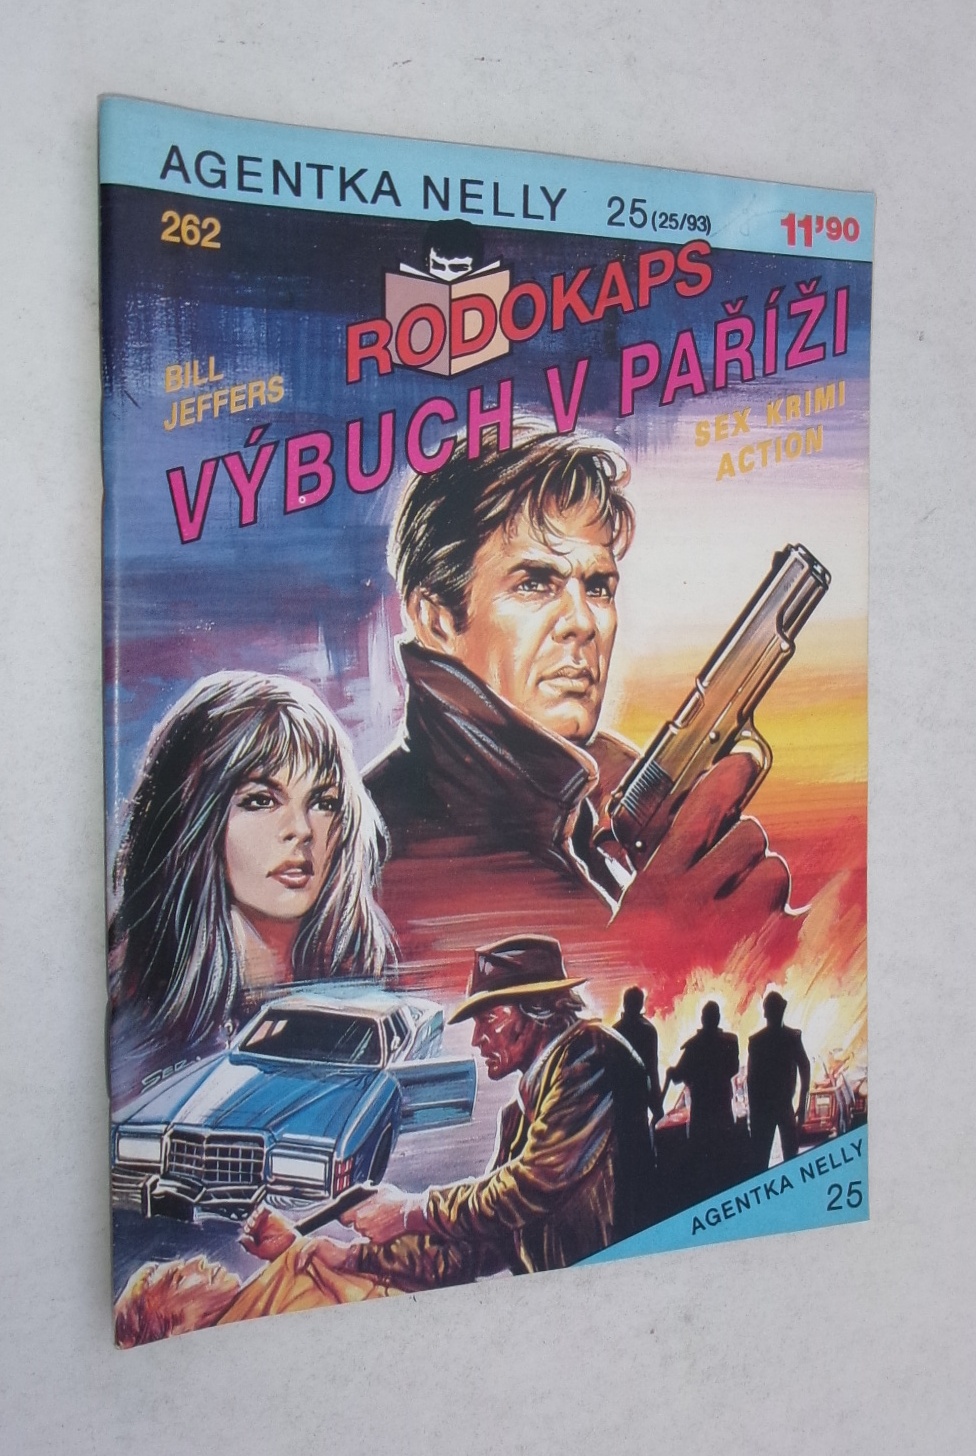 AGENTKA NELLY 25 (25/93) 11'90
262
RODOKAPS
BILL
JEFFERS
VÝBUCH V PAŘÍŽI
SEX KRIMI
ACTION
AGENTKA NELLY
25